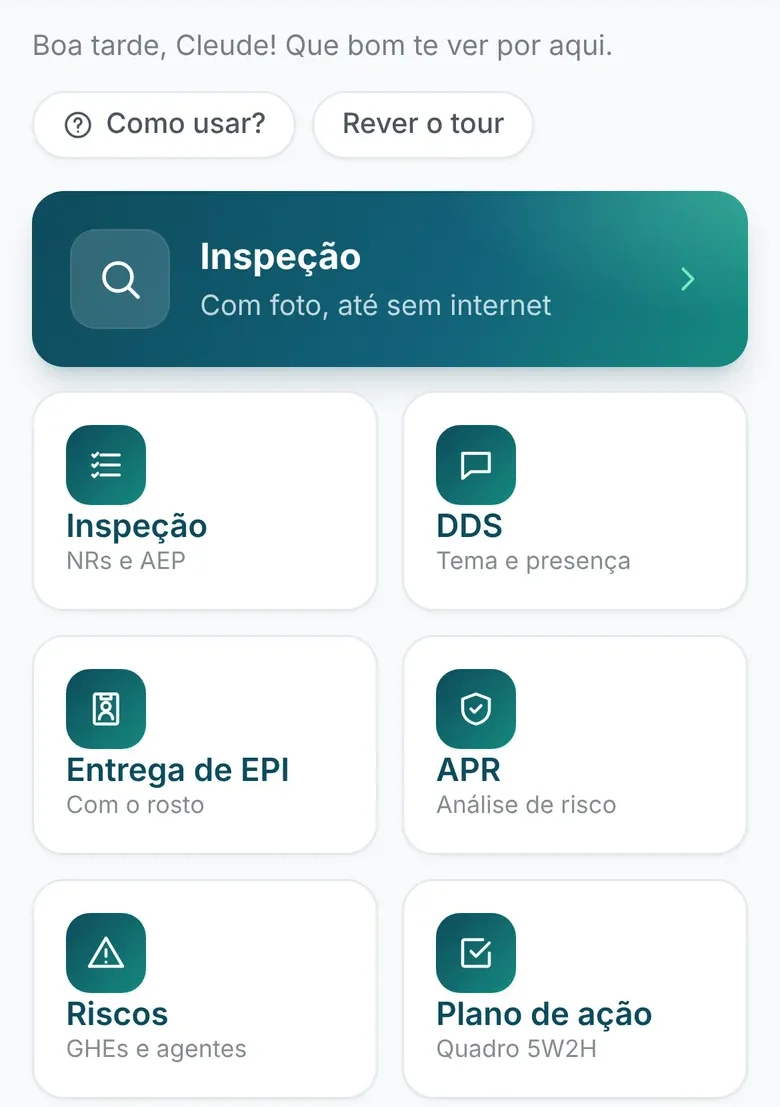 Boa tarde, Cleude! Que bom te ver por aqui.
Como usar?
Rever o tour
Inspeção
Com foto, até sem internet
Inspeção
NRs e AEP
DDS
Tema e presença
Entrega de EPI
Com o rosto
APR
Análise de risco
Riscos
GHEs e agentes
Plano de ação
Quadro 5W2H